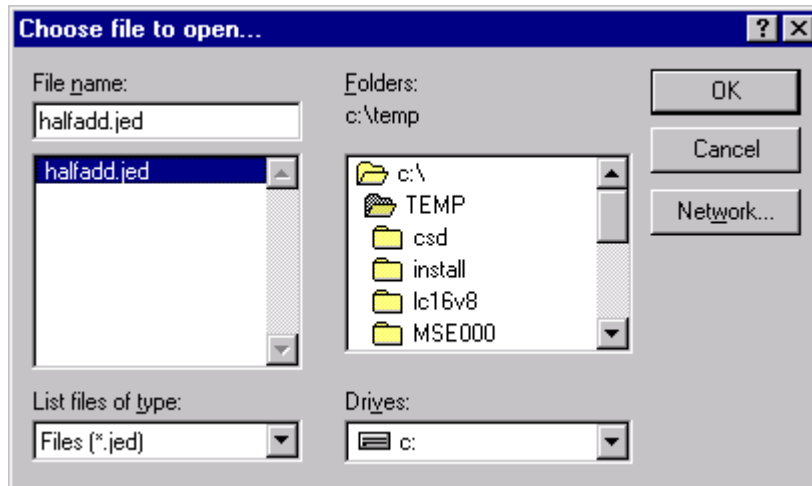 Choose file to open...
File name:
halfadd.jed
halfadd.jed
List files of type:
Files (*.jed)
Folders:
c:\temp
c:\
TEMP
csd
install
lc16v8
MSE000
Drives:
c:
OK
Cancel
Network...